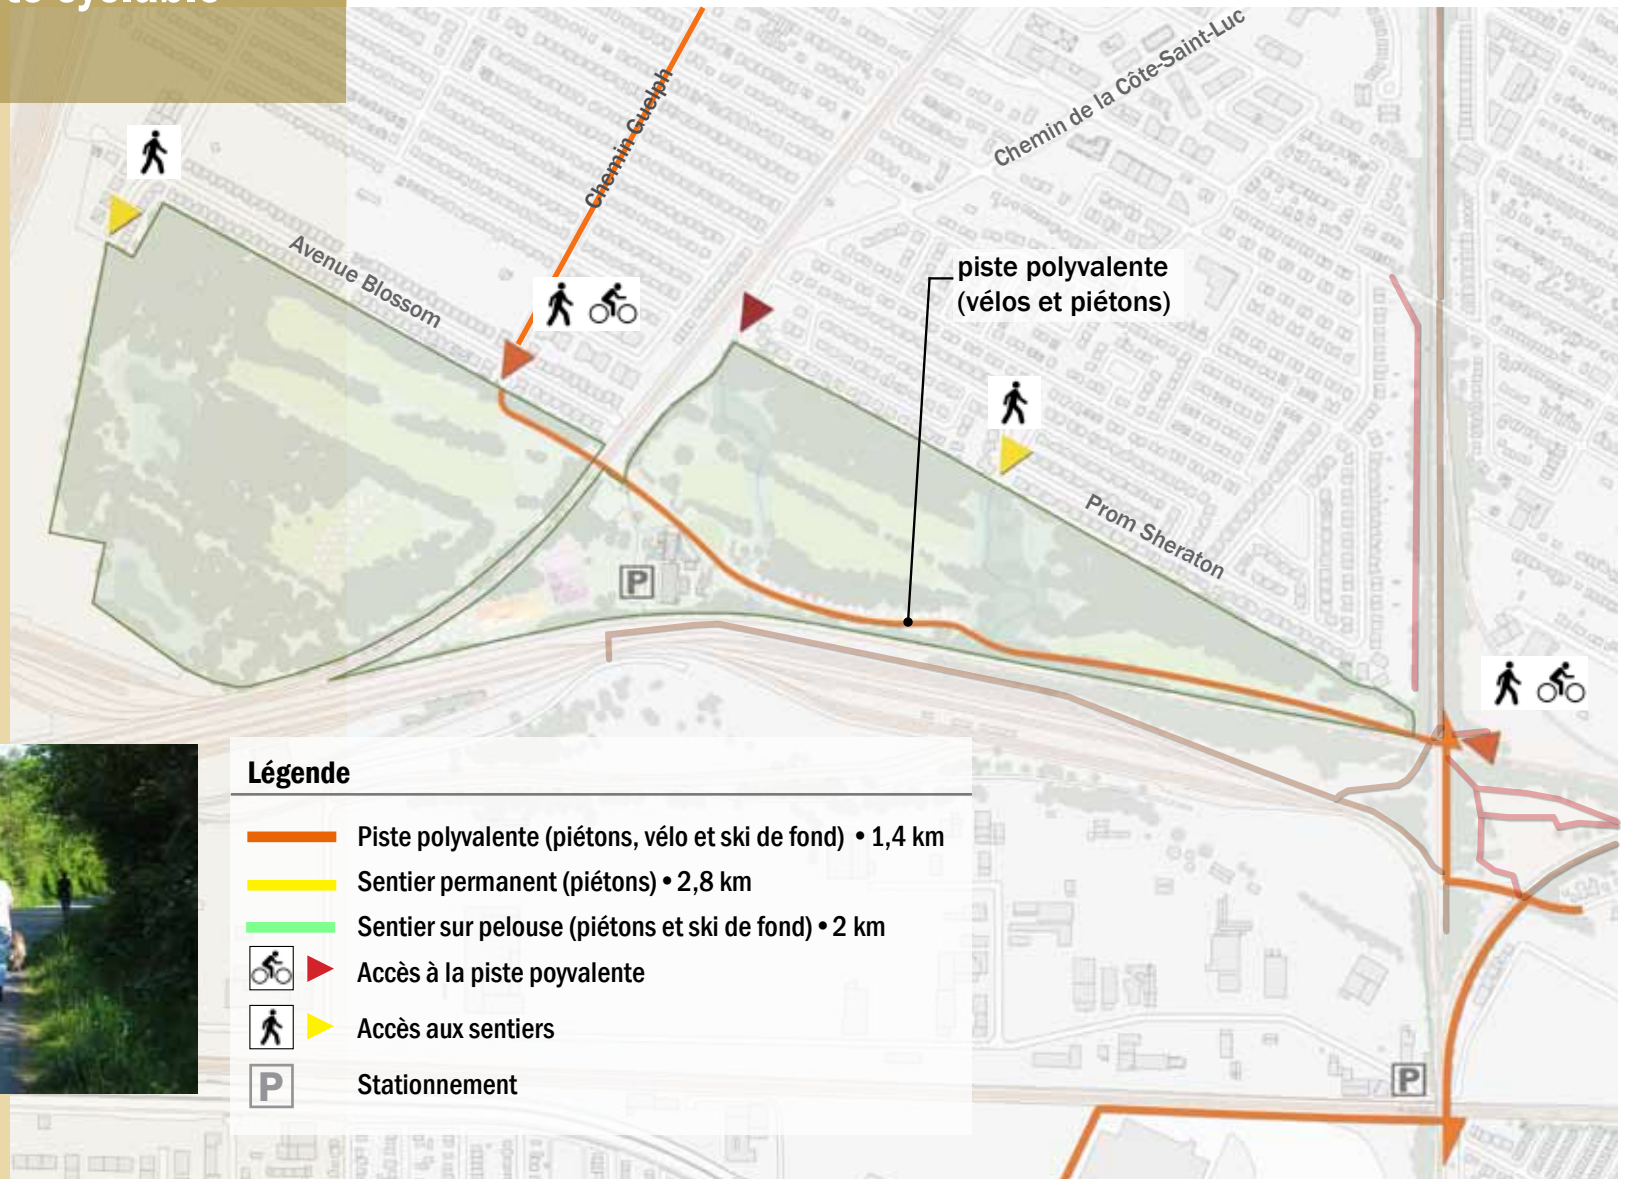 cyclable
Chemin de la Côte-Saint-Luc
Chemin Guelph
Avenue Blossom
piste polyvalente
(vélos et piétons)
Prom Sheraton
P
Légende
Piste polyvalente (piétons, vélo et ski de fond) • 1,4 km
Sentier permanent (piétons) • 2,8 km
Sentier sur pelouse (piétons et ski de fond) • 2 km
Accès à la piste poyvalente
Accès aux sentiers
P Stationnement
P